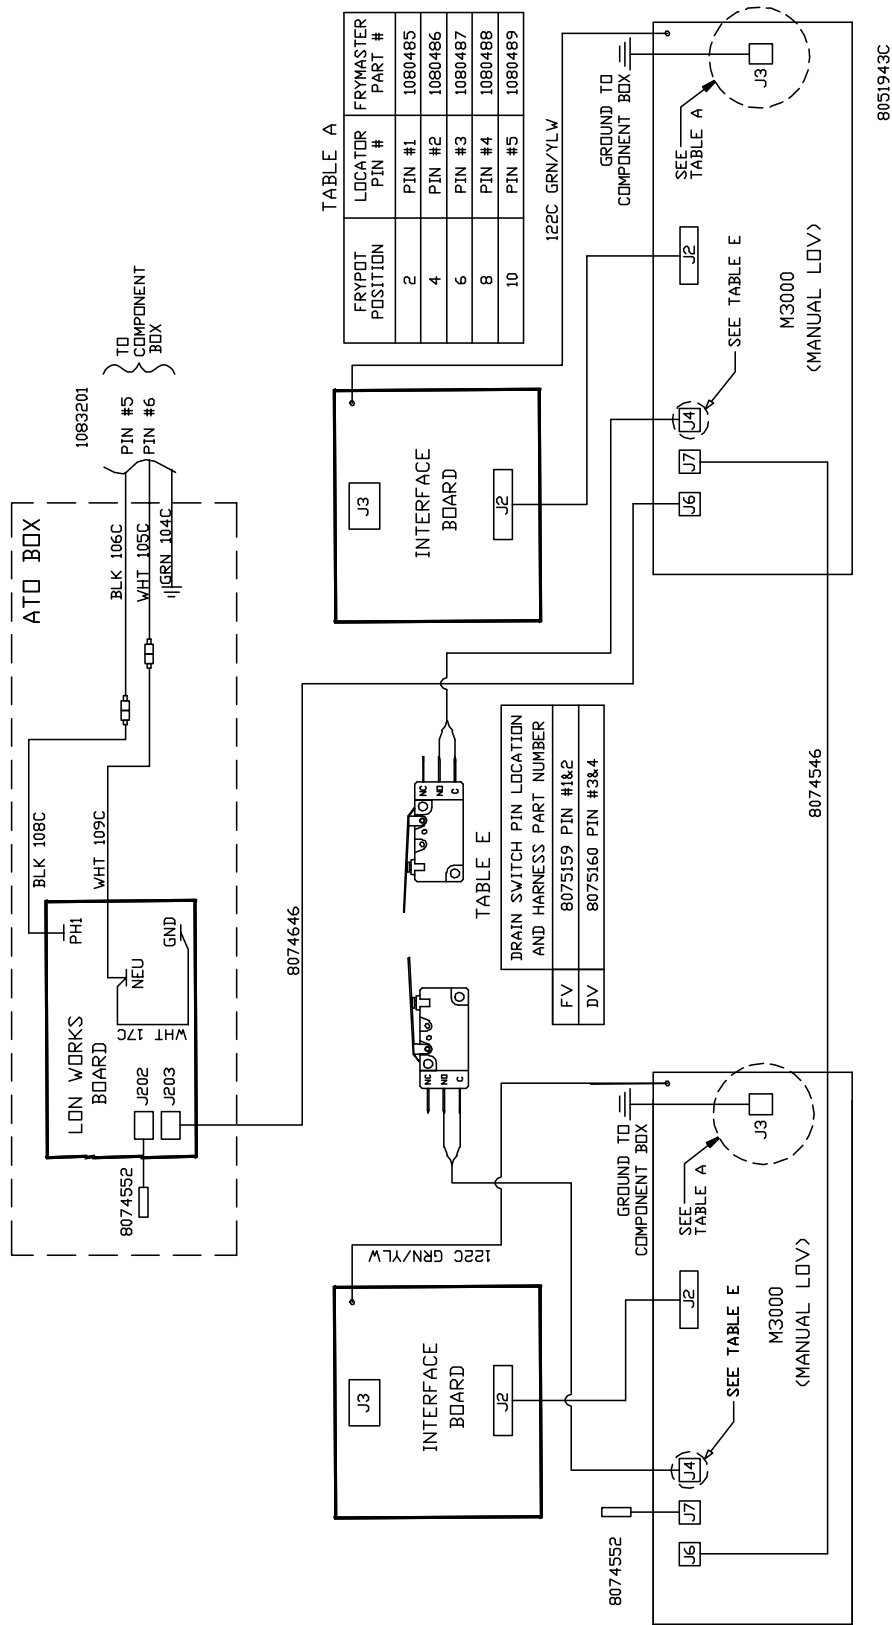 ATO BOX
LON WORKS
BOARD
J202
J203
8074552
PH1
NEU
GND
WHT 17C
BLK 108C
WHT 109C
BLK 106C
WHT 105C
GRN 104C
1083201
PIN #5
PIN #6
TO
COMPONENT
BOX
8074646
TABLE A
FRYPOT
POSITION
LOCATOR
PIN #
FRYMASTER
PART #
2 PIN #1 1080485
4 PIN #2 1080486
6 PIN #3 1080487
8 PIN #4 1080488
10 PIN #5 1080489
J3
INTERFACE
BOARD
J2
122C GRN/YLW
NC
NO
C
NC
NO
C
TABLE E
DRAIN SWITCH PIN LOCATION
AND HARNESS PART NUMBER
FV 8075159 PIN #1&2
DV 8075160 PIN #3&4
J3
INTERFACE
BOARD
J2
122C GRN/YLW
8074552
J6
J7
J4
SEE TABLE E
J2
M3000
(MANUAL LOV)
GROUND TO
COMPONENT BOX
SEE
TABLE A
J3
8074546
J6
J7
J4
SEE TABLE E
J2
M3000
(MANUAL LOV)
GROUND TO
COMPONENT BOX
SEE
TABLE A
J3
8051943C